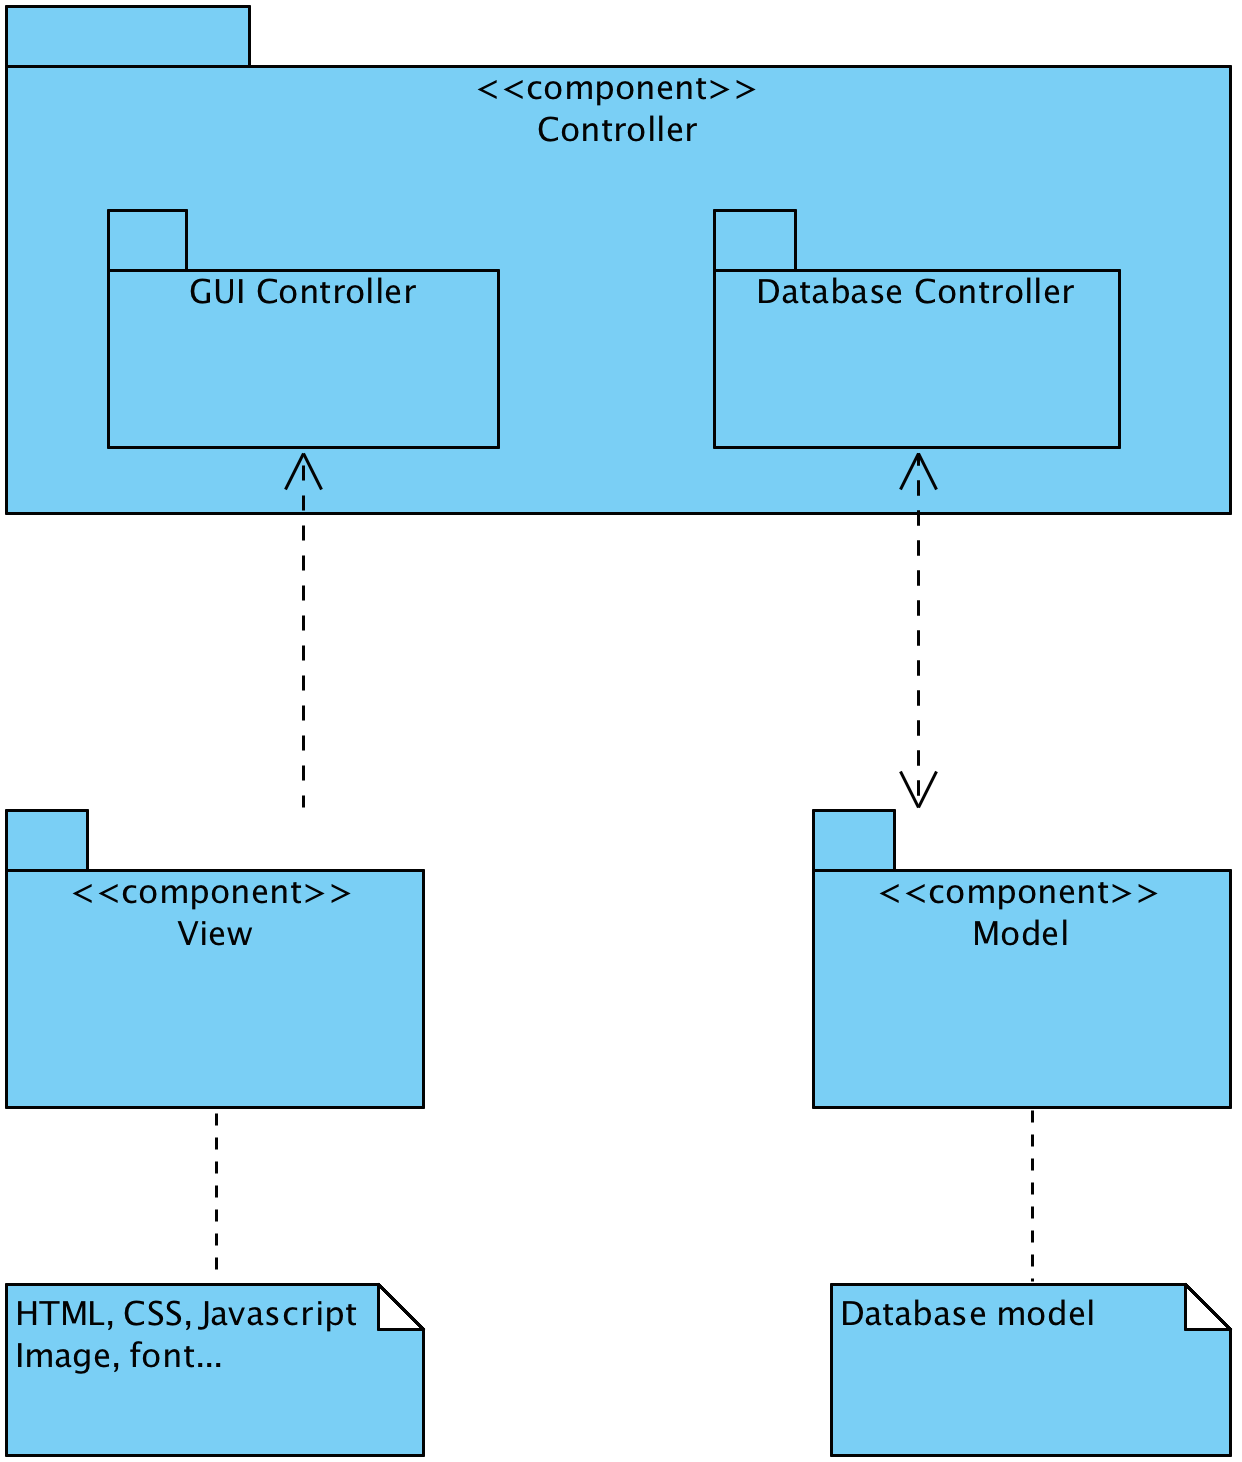 <<component>>
Controller
GUI Controller
Database Controller
<<component>>
View
<<component>>
Model
HTML, CSS, Javascript
Image, font...
Database model